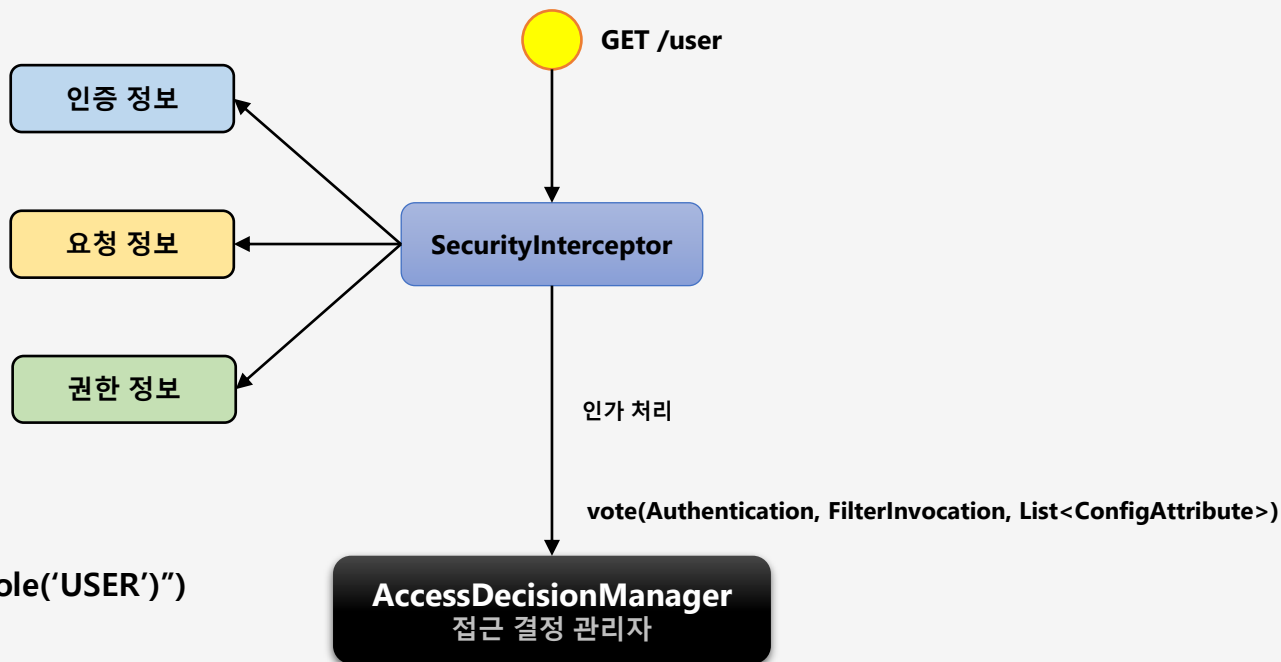 GET /user
인증 정보
요청 정보
SecurityInterceptor
권한 정보
인가 처리
vote(Authentication, FilterInvocation, List<ConfigAttribute>)
ole(‘USER’)”)
AccessDecisionManager
접근 결정 관리자